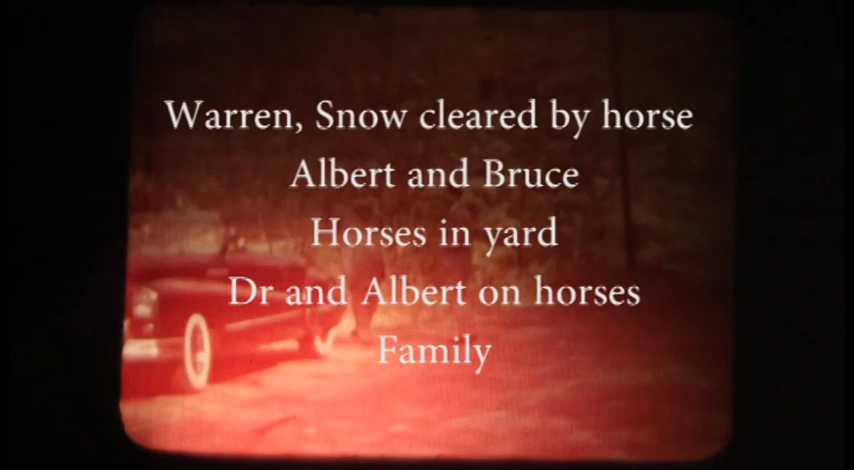 Warren, Snow cleared by horse
Albert and Bruce
Horses in yard
Dr and Albert on horses
Family